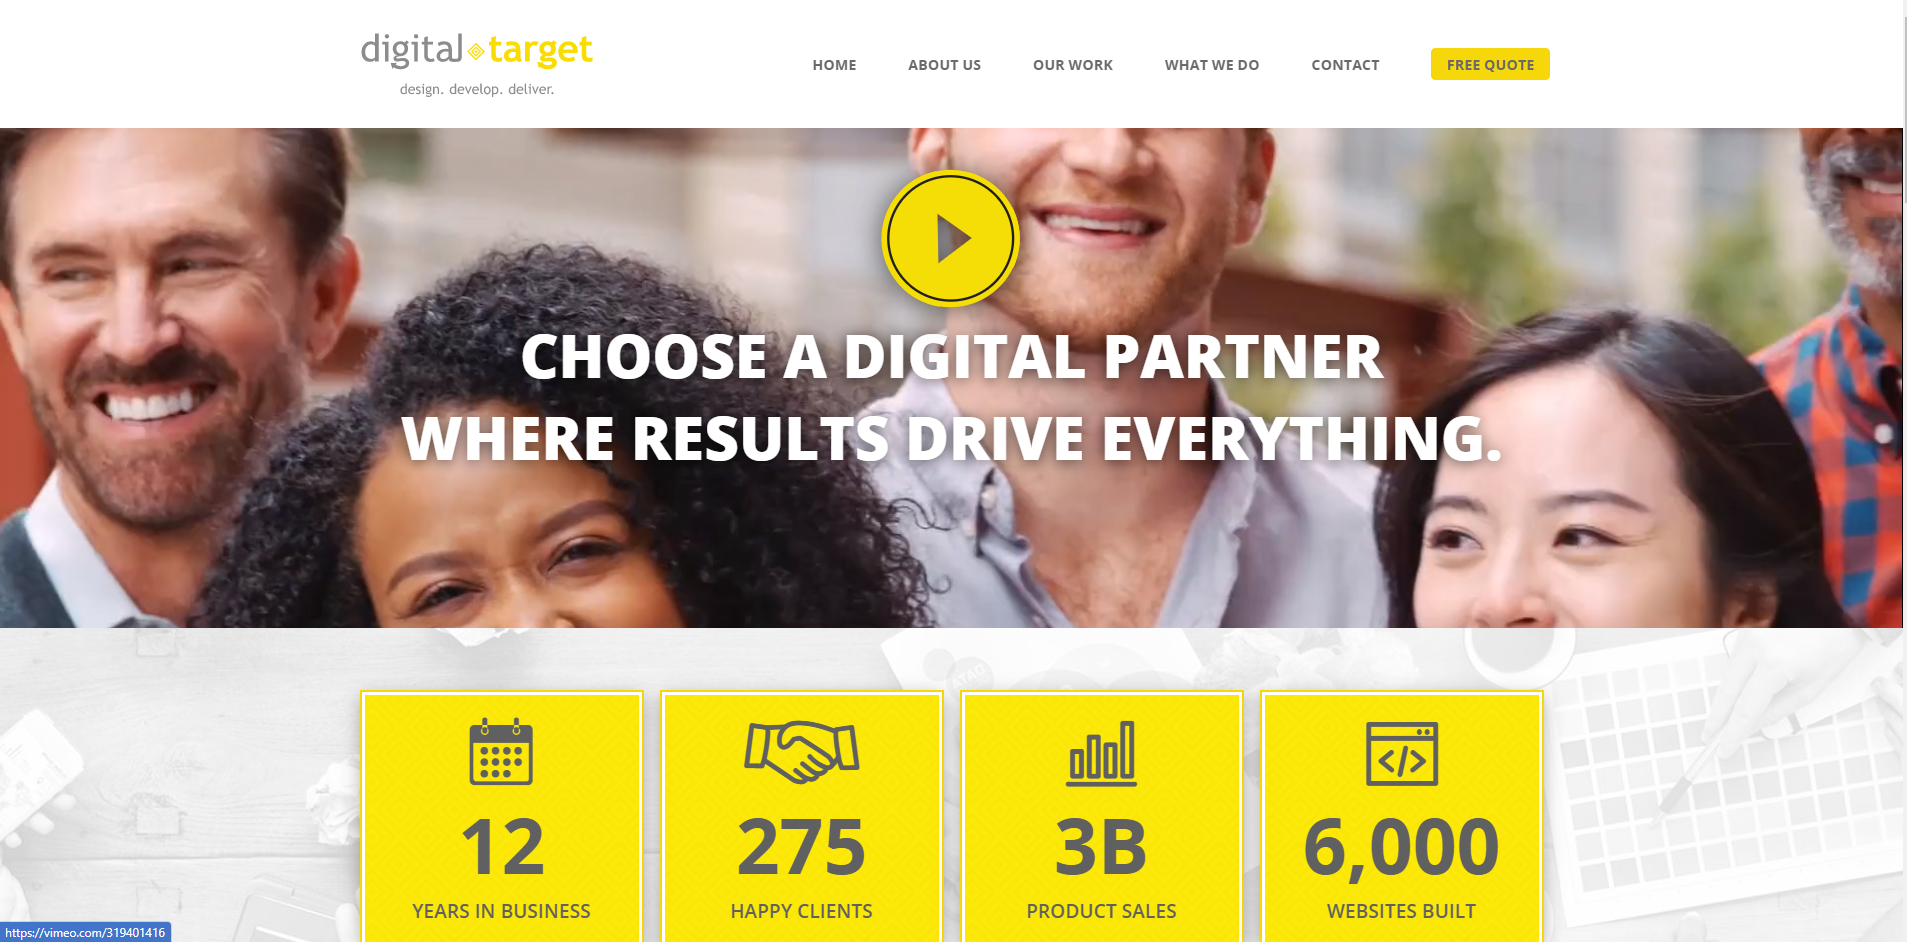 digital target
design. develop. deliver.
HOME ABOUT US OUR WORK WHAT WE DO CONTACT FREE QUOTE
CHOOSE A DIGITAL PARTNER
WHERE RESULTS DRIVE EVERYTHING.
12 275 3B 6,000
YEARS IN BUSINESS HAPPY CLIENTS PRODUCT SALES WEBSITES BUILT
https://vimeo.com/319401416